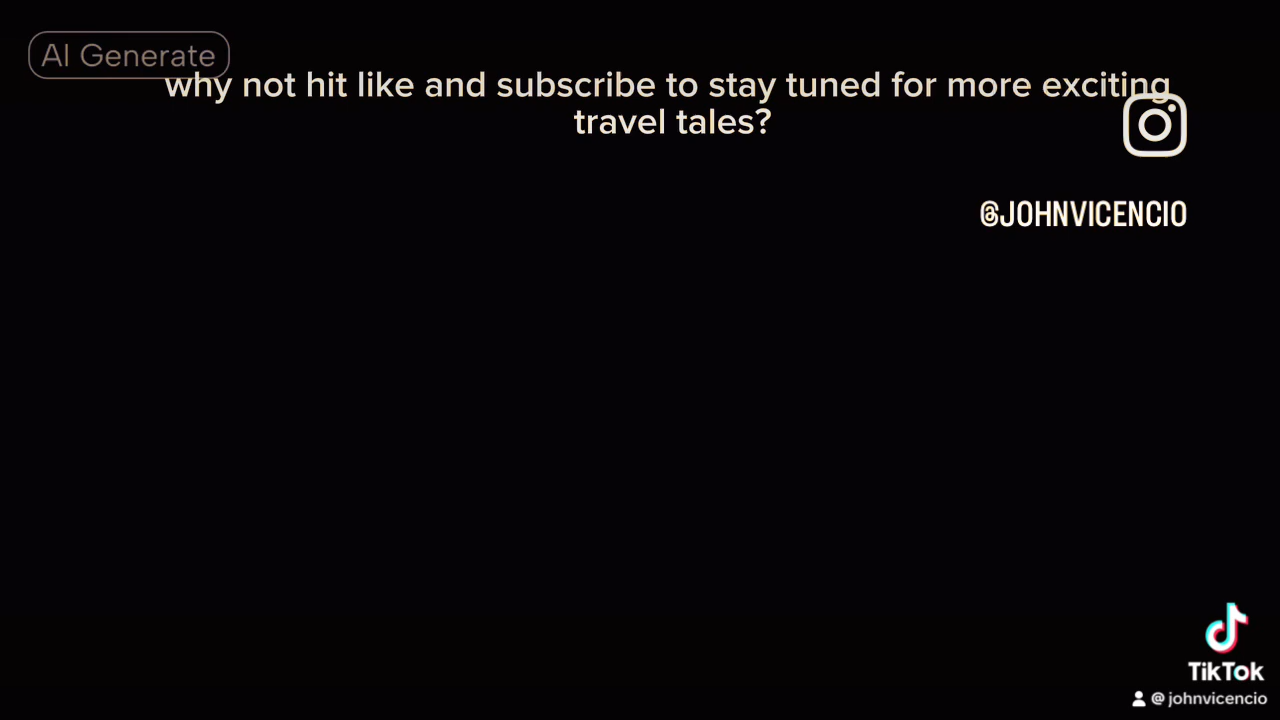 AI Generate
why not hit like and subscribe to stay tuned for more exciting
travel tales?
@JOHNVICENCIO
TikTok
@johnvicencio